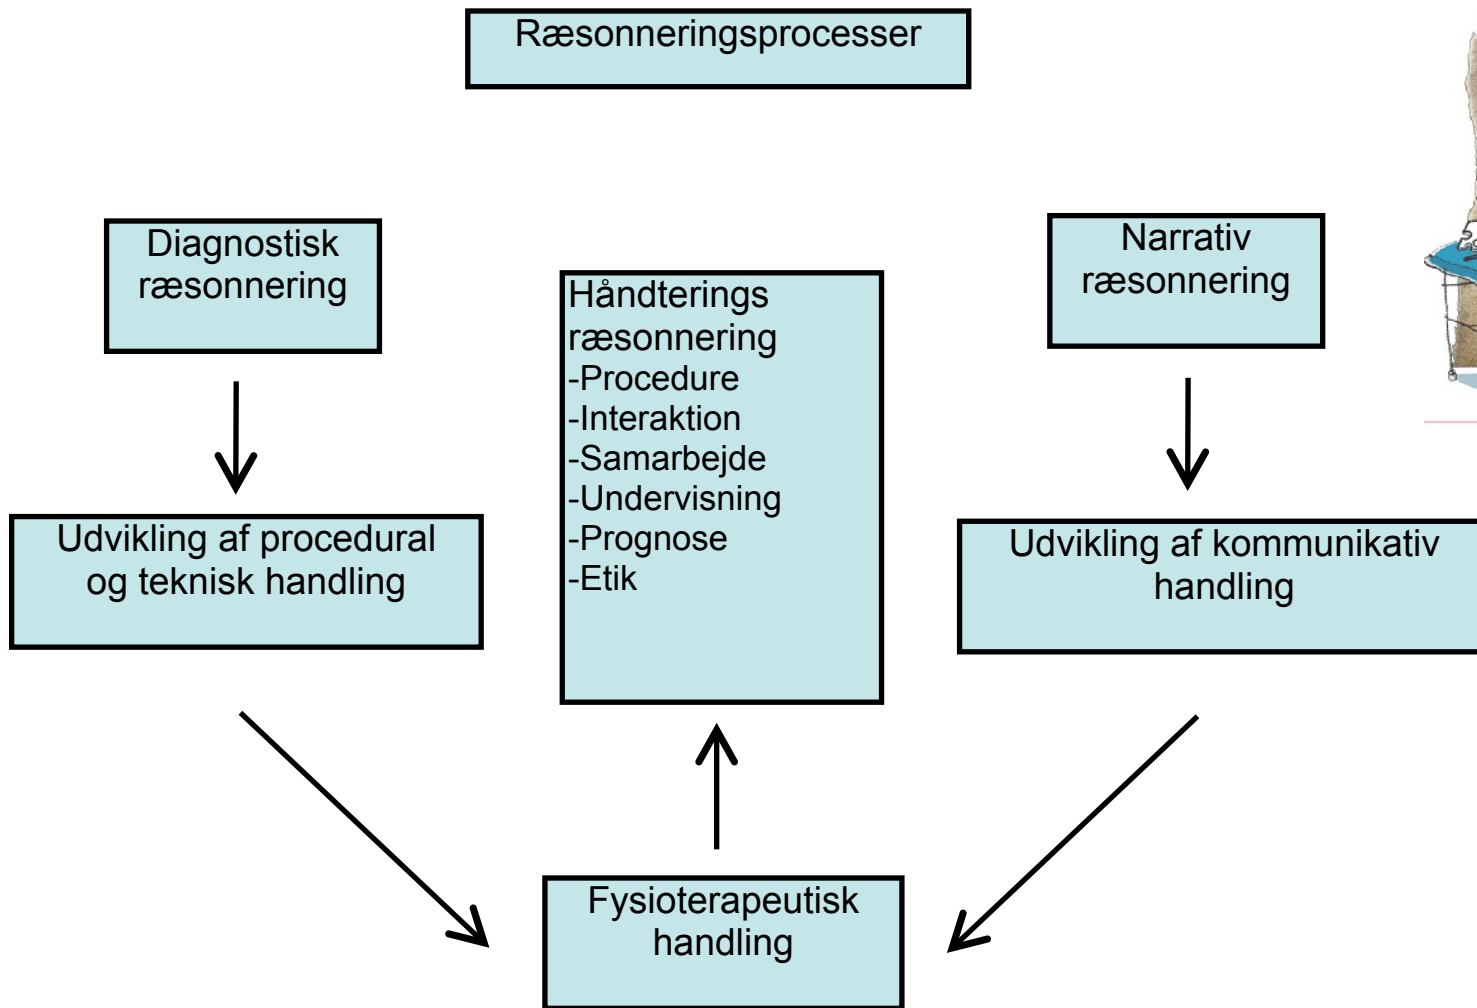 Ræsonneringsprocesser
Diagnostisk
ræsonnering
Narrativ
ræsonnering
Håndterings
ræsonnering
-Procedure
-Interaktion
-Samarbejde
-Undervisning
-Prognose
-Etik
Udvikling af procedural
og teknisk handling
Udvikling af kommunikativ
handling
Fysioterapeutisk
handling